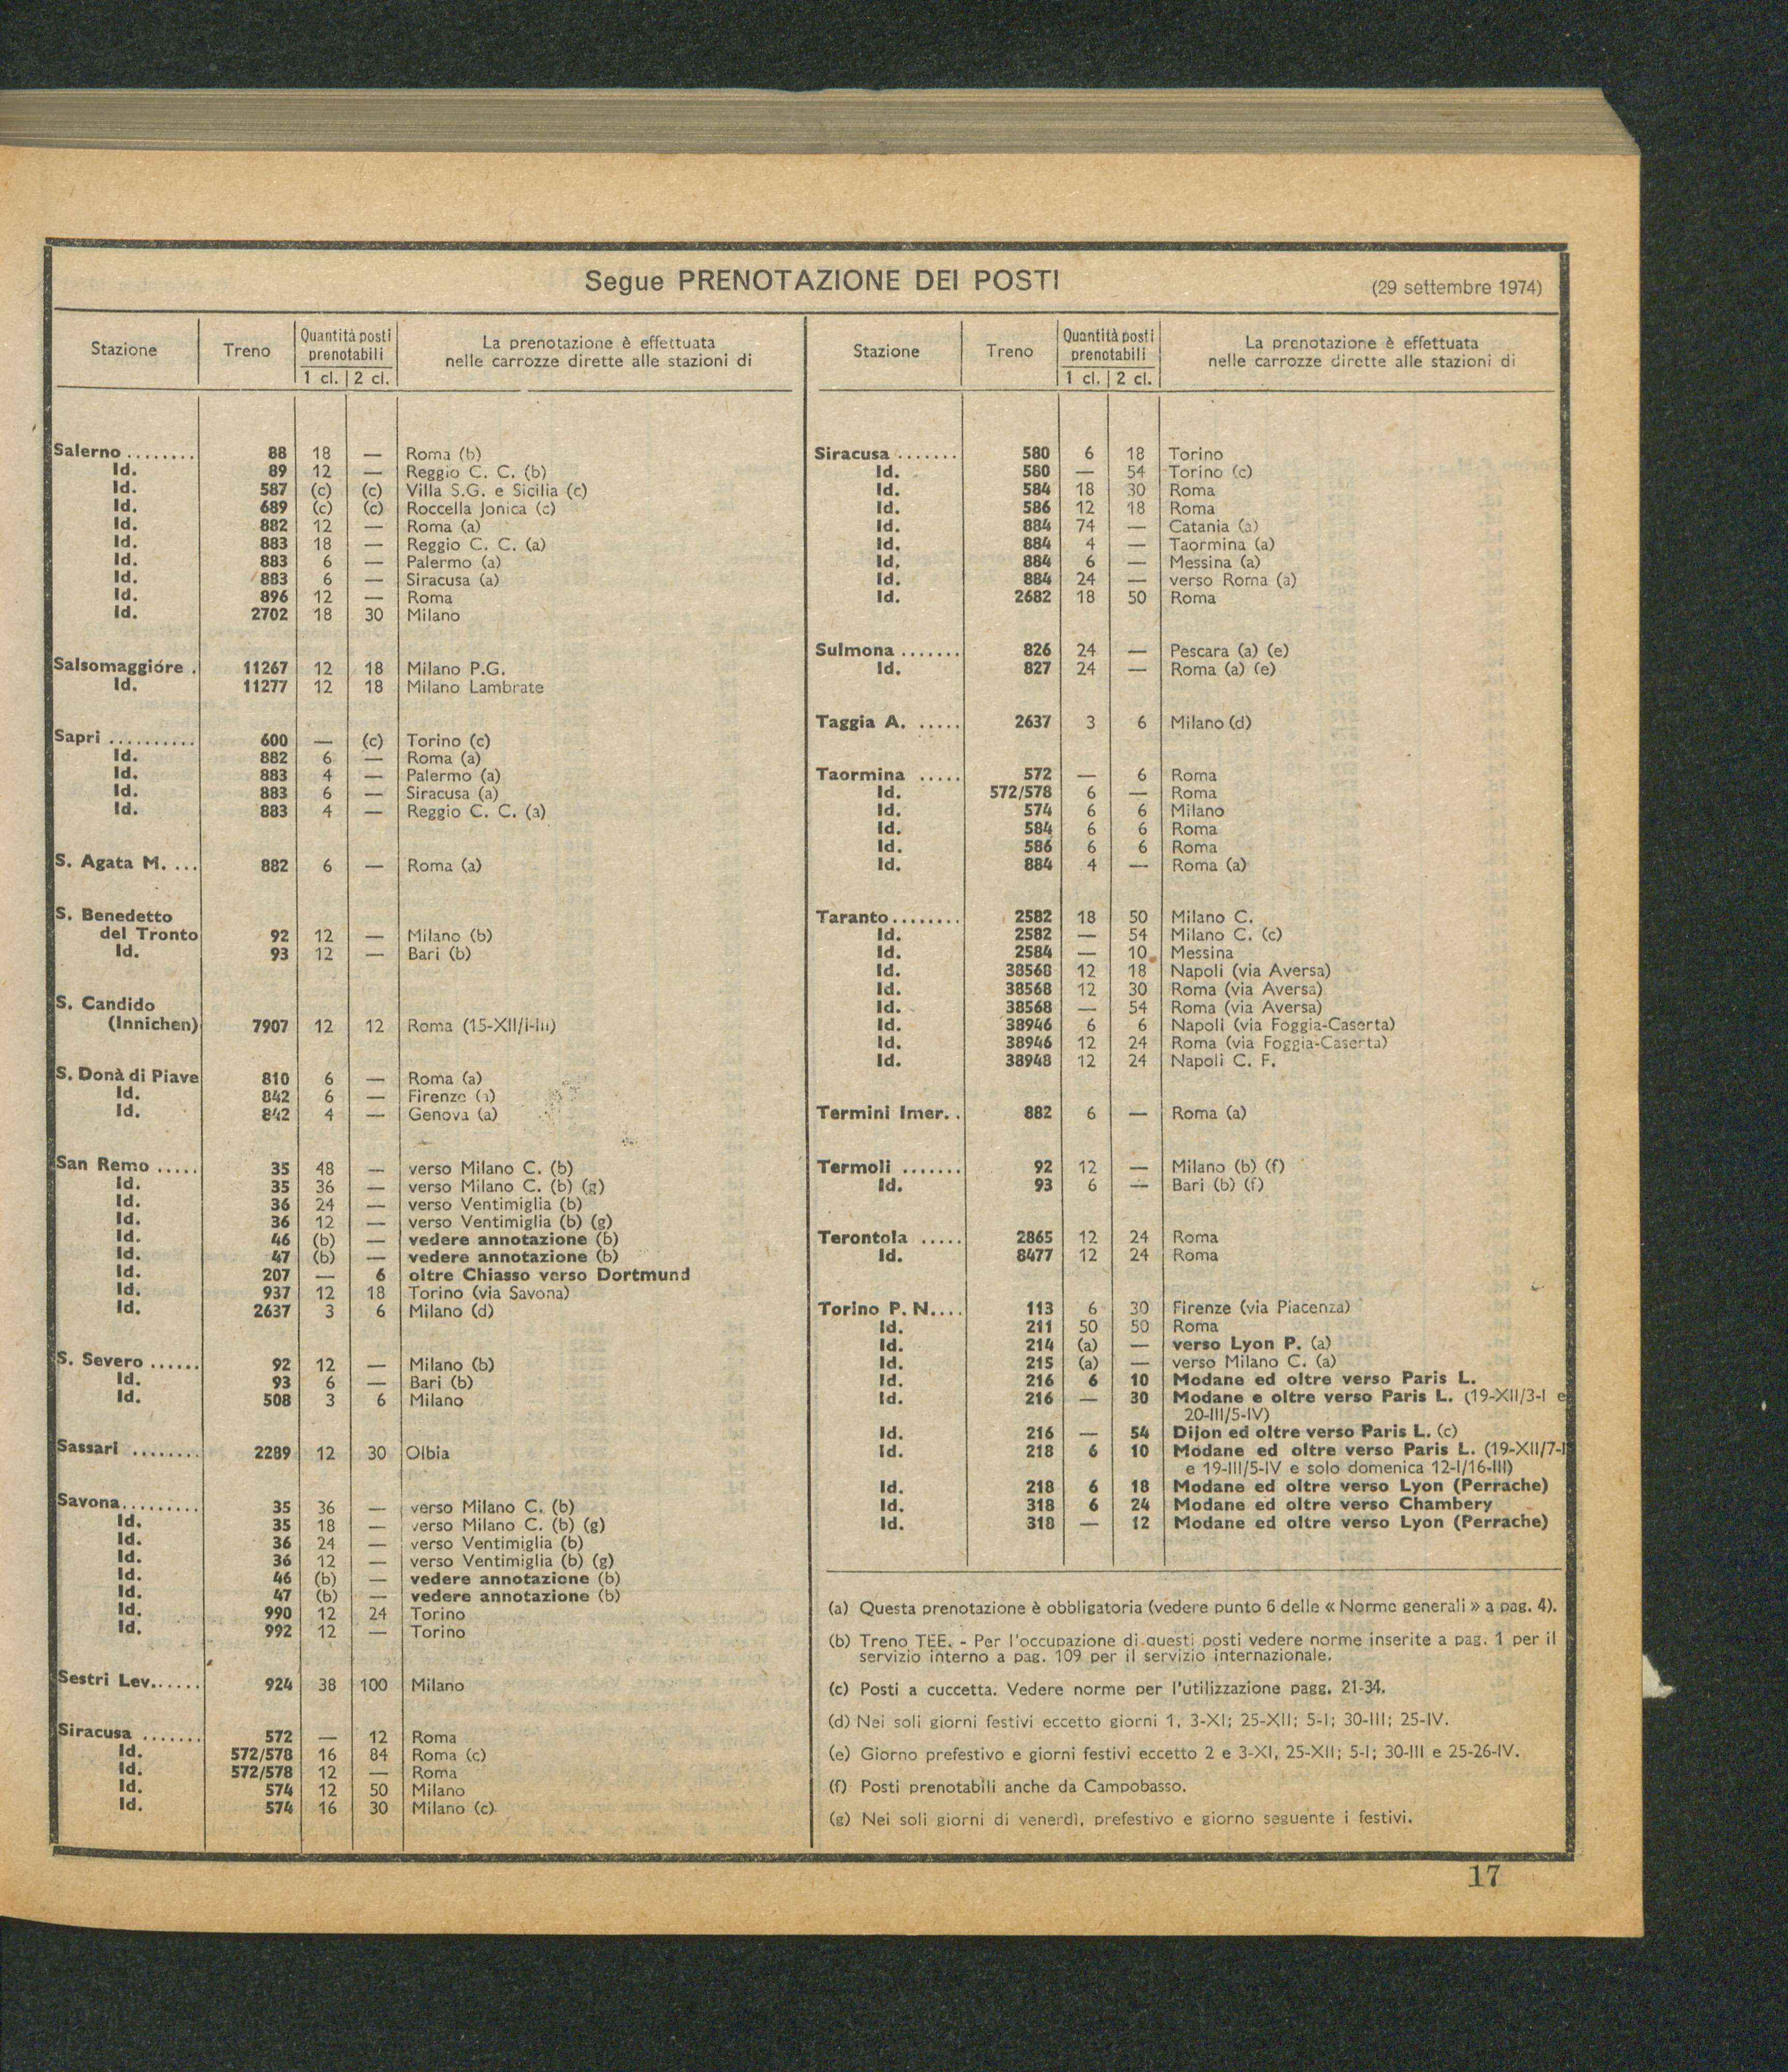 Segue PRENOTAZIONE DEI POSTI (29 settembre 1974)
Stazione Treno Quantità posti prenotabili 1 cl. 2 cl. La prenotazione è effettuata nelle carrozze dirette alle stazioni di
Salerno ........ 88 18 — Roma (b)
Id. 89 12 — Reggio C. C. (b)
Id. 587 (c) (c) Villa S.G. e Sicilia (c)
Id. 689 (c) (c) Roccella Jonica (c)
Id. 882 12 — Roma (a)
Id. 883 18 — Reggio C. C. (a)
Id. 883 6 — Palermo (a)
Id. 883 6 — Siracusa (a)
Id. 896 12 — Roma
Id. 2702 18 30 Milano
Salsomaggióre . 11267 12 18 Milano P.G.
Id. 11277 12 18 Milano Lambrate
Sapri .......... 600 — (c) Torino (c)
Id. 882 6 — Roma (a)
Id. 883 4 — Palermo (a)
Id. 883 6 — Siracusa (a)
Id. 883 4 — Reggio C. C. (a)
S. Agata M. ... 882 6 — Roma (a)
S. Benedetto
del Tronto 92 12 — Milano (b)
Id. 93 12 — Bari (b)
S. Candido
(Innichen) 7907 12 12 Roma (15-XII/I-III)
S. Donà di Piave 810 6 — Roma (a)
Id. 842 6 — Firenze (a)
Id. 842 4 — Genova (a)
San Remo ..... 35 48 — verso Milano C. (b)
Id. 35 36 — verso Milano C. (b) (g)
Id. 36 24 — verso Ventimiglia (b)
Id. 36 12 — verso Ventimiglia (b) (g)
Id. 46 (b) — vedere annotazione (b)
Id. 47 (b) — vedere annotazione (b)
Id. 207 — 6 oltre Chiasso verso Dortmund
Id. 937 12 18 Torino (via Savona)
Id. 2637 3 6 Milano (d)
S. Severo ...... 92 12 — Milano (b)
Id. 93 6 — Bari (b)
Id. 508 3 6 Milano
Sassari ........ 2289 12 30 Olbia
Savona......... 35 36 — verso Milano C. (b)
Id. 35 18 — verso Milano C. (b) (g)
Id. 36 24 — verso Ventimiglia (b)
Id. 36 12 — verso Ventimiglia (b) (g)
Id. 46 (b) — vedere annotazione (b)
Id. 47 (b) — vedere annotazione (b)
Id. 990 12 24 Torino
Id. 992 12 — Torino
Sestri Lev...... 924 38 100 Milano
Siracusa ....... 572 — 12 Roma
Id. 572/578 16 84 Roma (c)
Id. 572/578 12 — Roma
Id. 574 12 50 Milano
Id. 574 16 30 Milano (c)
Stazione Treno Quantità posti prenotabili 1 cl. 2 cl. La prenotazione è effettuata nelle carrozze dirette alle stazioni di
Siracusa ....... 580 6 18 Torino
Id. 580 — 54 Torino (c)
Id. 584 18 30 Roma
Id. 586 12 18 Roma
Id. 884 74 — Catania (a)
Id. 884 4 — Taormina (a)
Id. 884 6 — Messina (a)
Id. 884 24 — verso Roma (a)
Id. 2682 18 50 Roma
Sulmona ....... 826 24 — Pescara (a) (e)
Id. 827 24 — Roma (a) (e)
Taggia A. ..... 2637 3 6 Milano (d)
Taormina ..... 572 — 6 Roma
Id. 572/578 6 — Roma
Id. 574 6 6 Milano
Id. 584 6 6 Roma
Id. 586 6 6 Roma
Id. 884 4 — Roma (a)
Taranto........ 2582 18 50 Milano C.
Id. 2582 — 54 Milano C. (c)
Id. 2584 — 10 Messina
Id. 38568 12 18 Napoli (via Aversa)
Id. 38568 12 30 Roma (via Aversa)
Id. 38568 — 54 Roma (via Aversa)
Id. 38946 6 6 Napoli (via Foggia-Caserta)
Id. 38946 12 24 Roma (via Foggia-Caserta)
Id. 38948 12 24 Napoli C. F.
Termini Imer. . 882 6 — Roma (a)
Termoli ....... 92 12 — Milano (b) (f)
Id. 93 6 — Bari (b) (f)
Terontola ..... 2865 12 24 Roma
Id. 8477 12 24 Roma
Torino P. N.... 113 6 30 Firenze (via Piacenza)
Id. 211 50 50 Roma
Id. 214 (a) — verso Lyon P. (a)
Id. 215 (a) — verso Milano C. (a)
Id. 216 6 10 Modane ed oltre verso Paris L.
Id. 216 — 30 Modane e oltre verso Paris L. (19-XII/3-I e
20-III/5-IV)
Id. 216 — 54 Dijon ed oltre verso Paris L. (c)
Id. 218 6 10 Modane ed oltre verso Paris L. (19-XII/7-I
e 19-III/5-IV e solo domenica 12-I/16-III)
Id. 218 6 18 Modane ed oltre verso Lyon (Perrache)
Id. 318 6 24 Modane ed oltre verso Chambery
Id. 318 — 12 Modane ed oltre verso Lyon (Perrache)
(a) Questa prenotazione è obbligatoria (vedere punto 6 delle « Norme generali » a pag. 4).
(b) Treno TEE. - Per l'occupazione di questi posti vedere norme inserite a pag. 1 per il
servizio interno a pag. 109 per il servizio internazionale.
(c) Posti a cuccetta. Vedere norme per l'utilizzazione pagg. 21-34.
(d) Nei soli giorni festivi eccetto giorni 1, 3-XI; 25-XII; 5-I; 30-III; 25-IV.
(e) Giorno prefestivo e giorni festivi eccetto 2 e 3-XI, 25-XII; 5-I; 30-III e 25-26-IV.
(f) Posti prenotabili anche da Campobasso.
(g) Nei soli giorni di venerdì, prefestivo e giorno seguente i festivi.
17